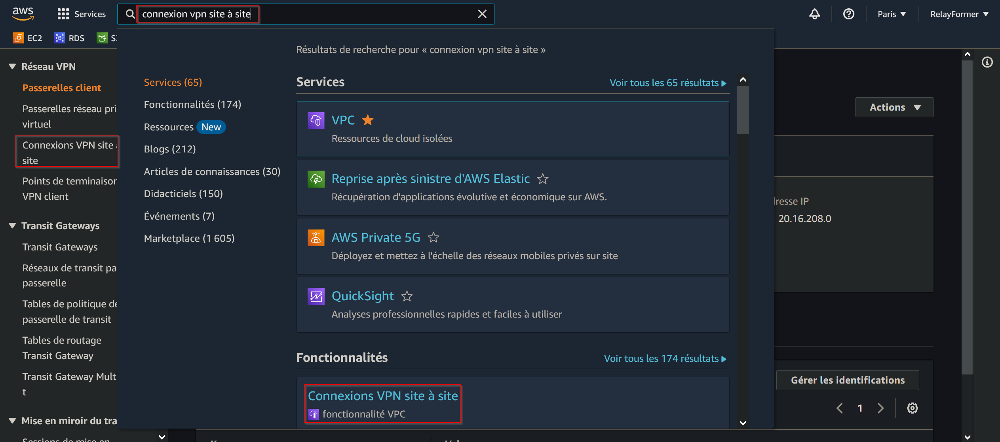 aws
Services
connexion vpn site à site
Paris
RelayFormer
EC2
RDS
Résultats de recherche pour « connexion vpn site à site »
Réseau VPN
Passerelles client
Passerelles réseau pri
virtuel
Connexions VPN site à
site
Points de terminaison
VPN client
Transit Gateways
Transit Gateways
Réseaux de transit pa
passerelle
Tables de politique de
passerelle de transit
Tables de routage
Transit Gateway
Transit Gateway Multi
t
Mise en miroir du tra
Sessions de mise en
Services (65)
Fonctionnalités (174)
Ressources New
Blogs (212)
Articles de connaissances (30)
Didacticiels (150)
Événements (7)
Marketplace (1 605)
Services
Voir tous les 65 résultats
VPC
Ressources de cloud isolées
Reprise après sinistre d'AWS Elastic
Récupération d'applications évolutive et économique sur AWS.
AWS Private 5G
Déployez et mettez à l'échelle des réseaux mobiles privés sur site
QuickSight
Analyses professionnelles rapides et faciles à utiliser
Fonctionnalités
Voir tous les 174 résultats
Connexions VPN site à site
fonctionnalité VPC
Actions
dresse IP
20.16.208.0
Gérer les identifications
1